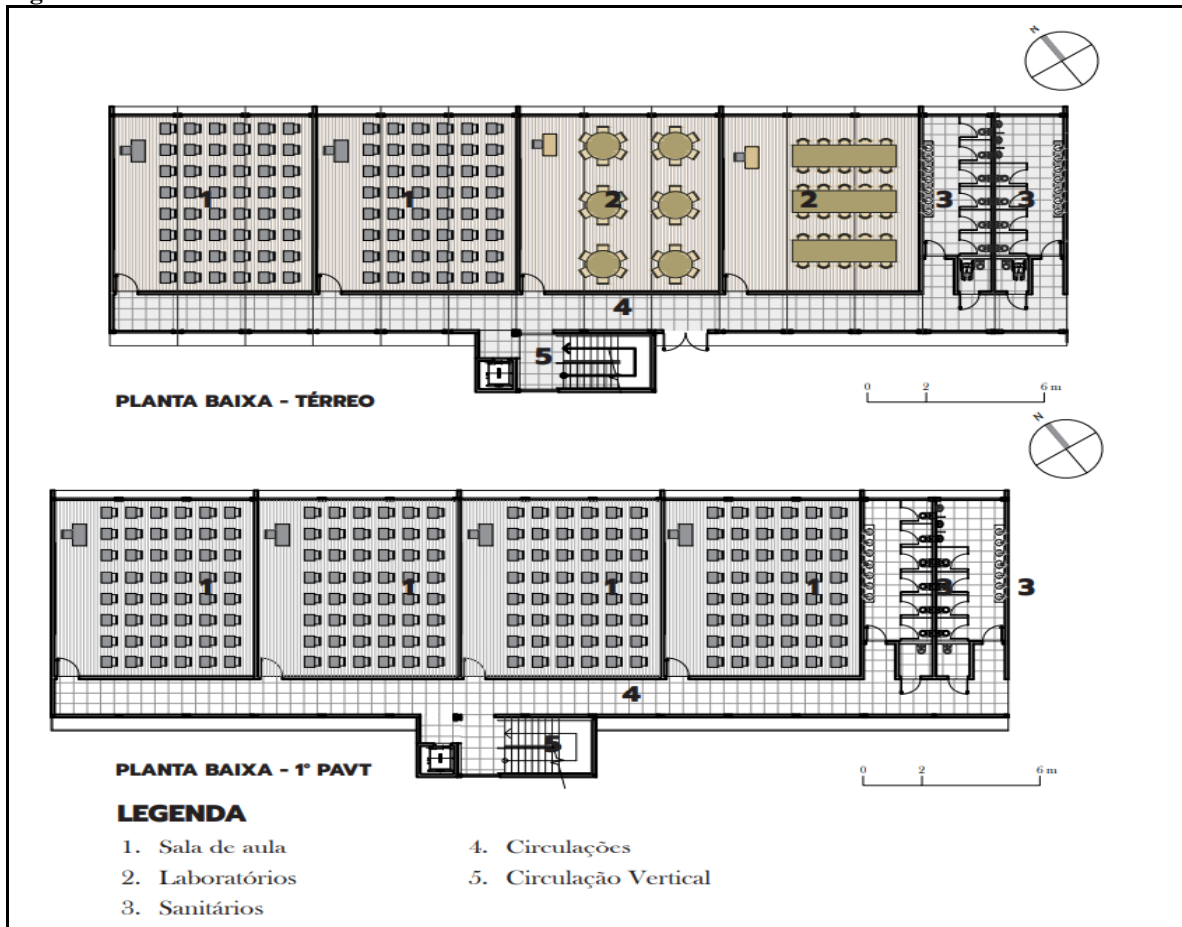 N
1
1
2
2
3
3
4
5
PLANTA BAIXA - TÉRREO
0 2 6 m
N
1
1
1
1
3
3
4
5
PLANTA BAIXA - 1° PAVT
0 2 6 m
LEGENDA
1. Sala de aula
2. Laboratórios
3. Sanitários
4. Circulações
5. Circulação Vertical